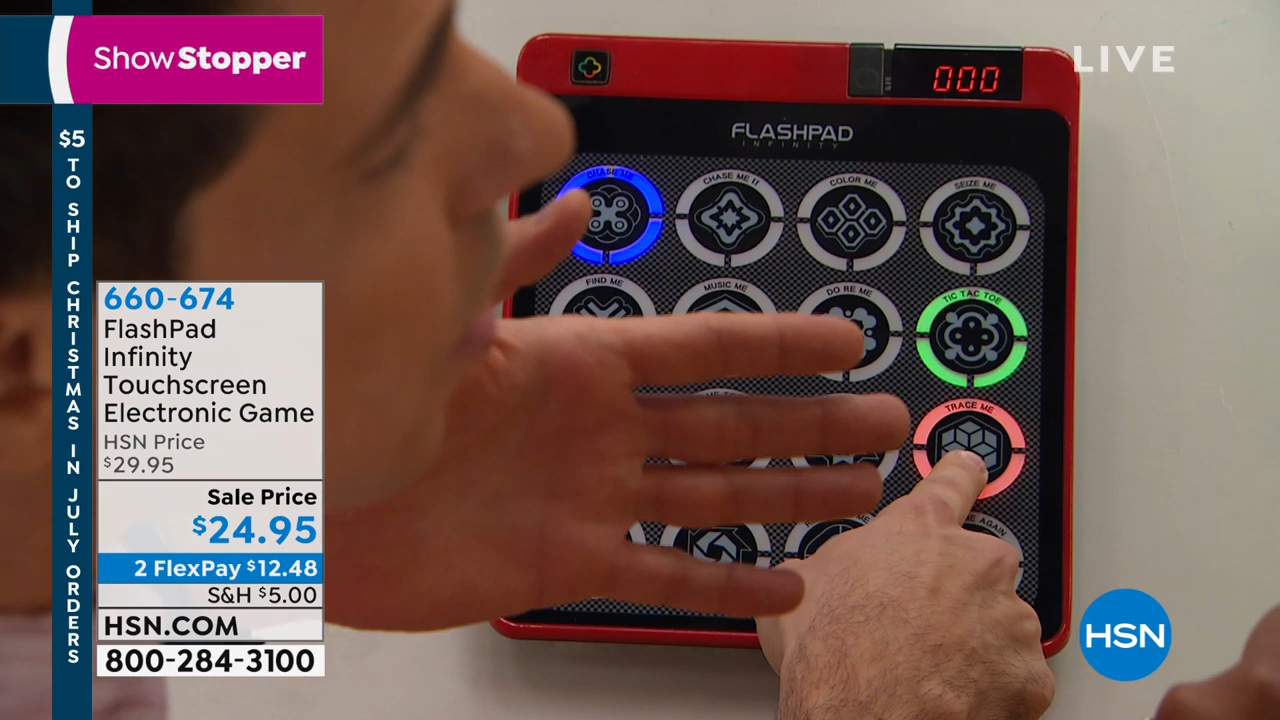 ShowStopper
LIVE
000
FLASHPAD
INFINITY
CHASE ME
CHASE ME II
COLOR ME
SEIZE ME
FIND ME
MUSIC ME
DO RE ME
TIC TAC TOE
TRACE ME
AGAIN
$5 TO SHIP CHRISTMAS IN JULY ORDERS
660-674
FlashPad
Infinity
Touchscreen
Electronic Game
HSN Price
$29.95
Sale Price
$24.95
2 FlexPay $12.48
S&H $5.00
HSN.COM
800-284-3100
HSN